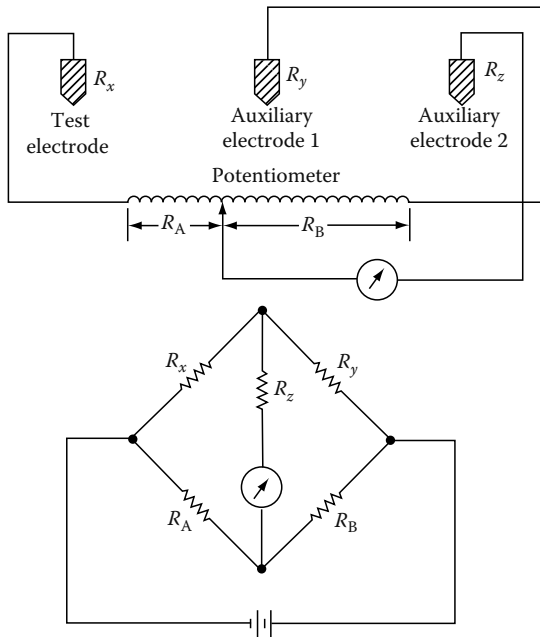 R_x
R_y
R_z
Test
electrode
Auxiliary
electrode 1
Auxiliary
electrode 2
Potentiometer
R_A
R_B
R_x
R_y
R_z
R_A
R_B